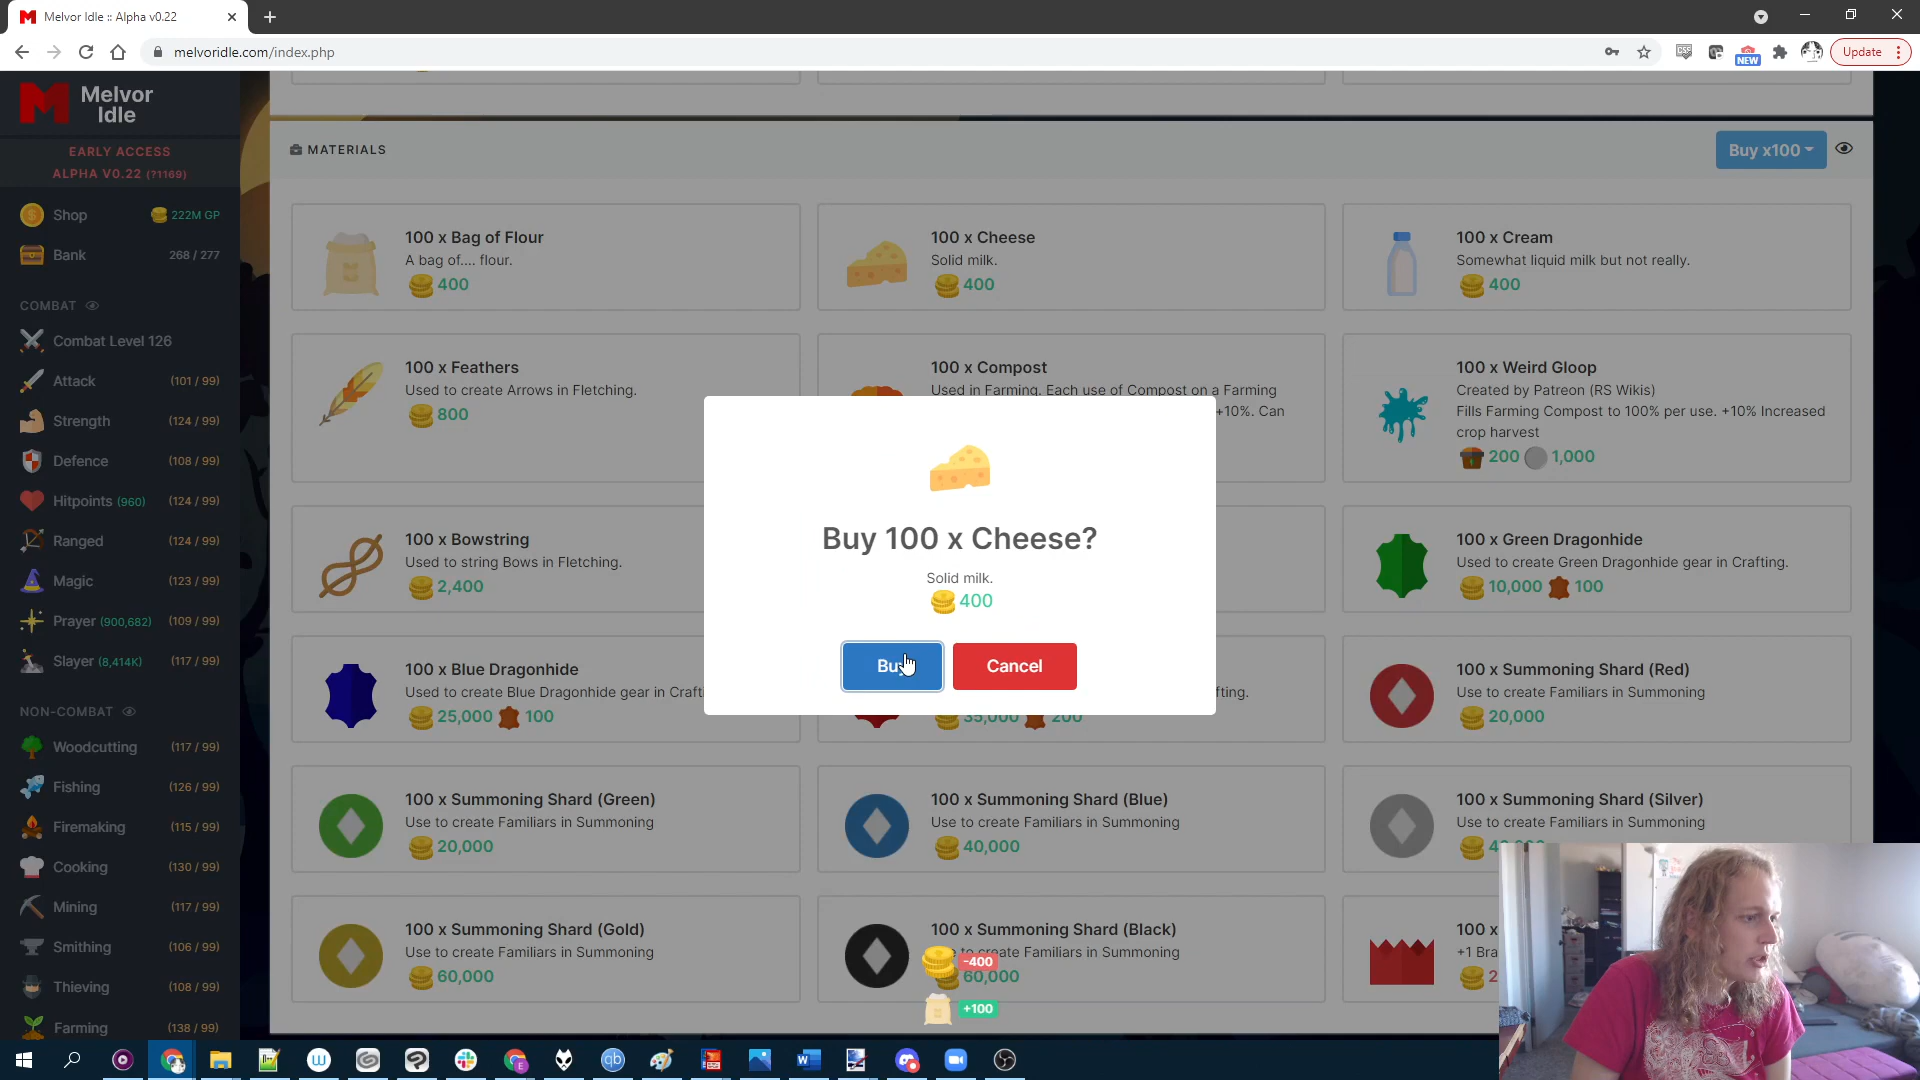 Melvor Idle :: Alpha v0.22
melvoridle.com/index.php
NEW
Update
Melvor
Idle
EARLY ACCESS
ALPHA V0.22 (?1169)
Shop 222M GP
Bank 268 / 277
COMBAT
Combat Level 126
Attack (101 / 99)
Strength (124 / 99)
Defence (108 / 99)
Hitpoints (960) (124 / 99)
Ranged (124 / 99)
Magic (123 / 99)
Prayer (900,682) (109 / 99)
Slayer (8,414K) (117 / 99)
NON-COMBAT
Woodcutting (117 / 99)
Fishing (126 / 99)
Firemaking (115 / 99)
Cooking (130 / 99)
Mining (117 / 99)
Smithing (106 / 99)
Thieving (108 / 99)
Farming (138 / 99)
MATERIALS
Buy x100
100 x Bag of Flour
A bag of.... flour.
400
100 x Cheese
Solid milk.
400
100 x Cream
Somewhat liquid milk but not really.
400
100 x Feathers
Used to create Arrows in Fletching.
800
100 x Compost
Used in Farming. Each use of Compost on a Farming
+10%. Can
100 x Weird Gloop
Created by Patreon (RS Wikis)
Fills Farming Compost to 100% per use. +10% Increased
crop harvest
200 1,000
100 x Bowstring
Used to string Bows in Fletching.
2,400
100 x Green Dragonhide
Used to create Green Dragonhide gear in Crafting.
10,000 100
100 x Blue Dragonhide
Used to create Blue Dragonhide gear in Crafti
25,000 100
fting.
35,000 200
100 x Summoning Shard (Red)
Use to create Familiars in Summoning
20,000
100 x Summoning Shard (Green)
Use to create Familiars in Summoning
20,000
100 x Summoning Shard (Blue)
Use to create Familiars in Summoning
40,000
100 x Summoning Shard (Silver)
Use to create Familiars in Summoning
100 x Summoning Shard (Gold)
Use to create Familiars in Summoning
60,000
100 x Summoning Shard (Black)
to create Familiars in Summoning
60,000
100 x
+1 Bra
Buy 100 x Cheese?
Solid milk.
400
Buy
Cancel
-400
+100